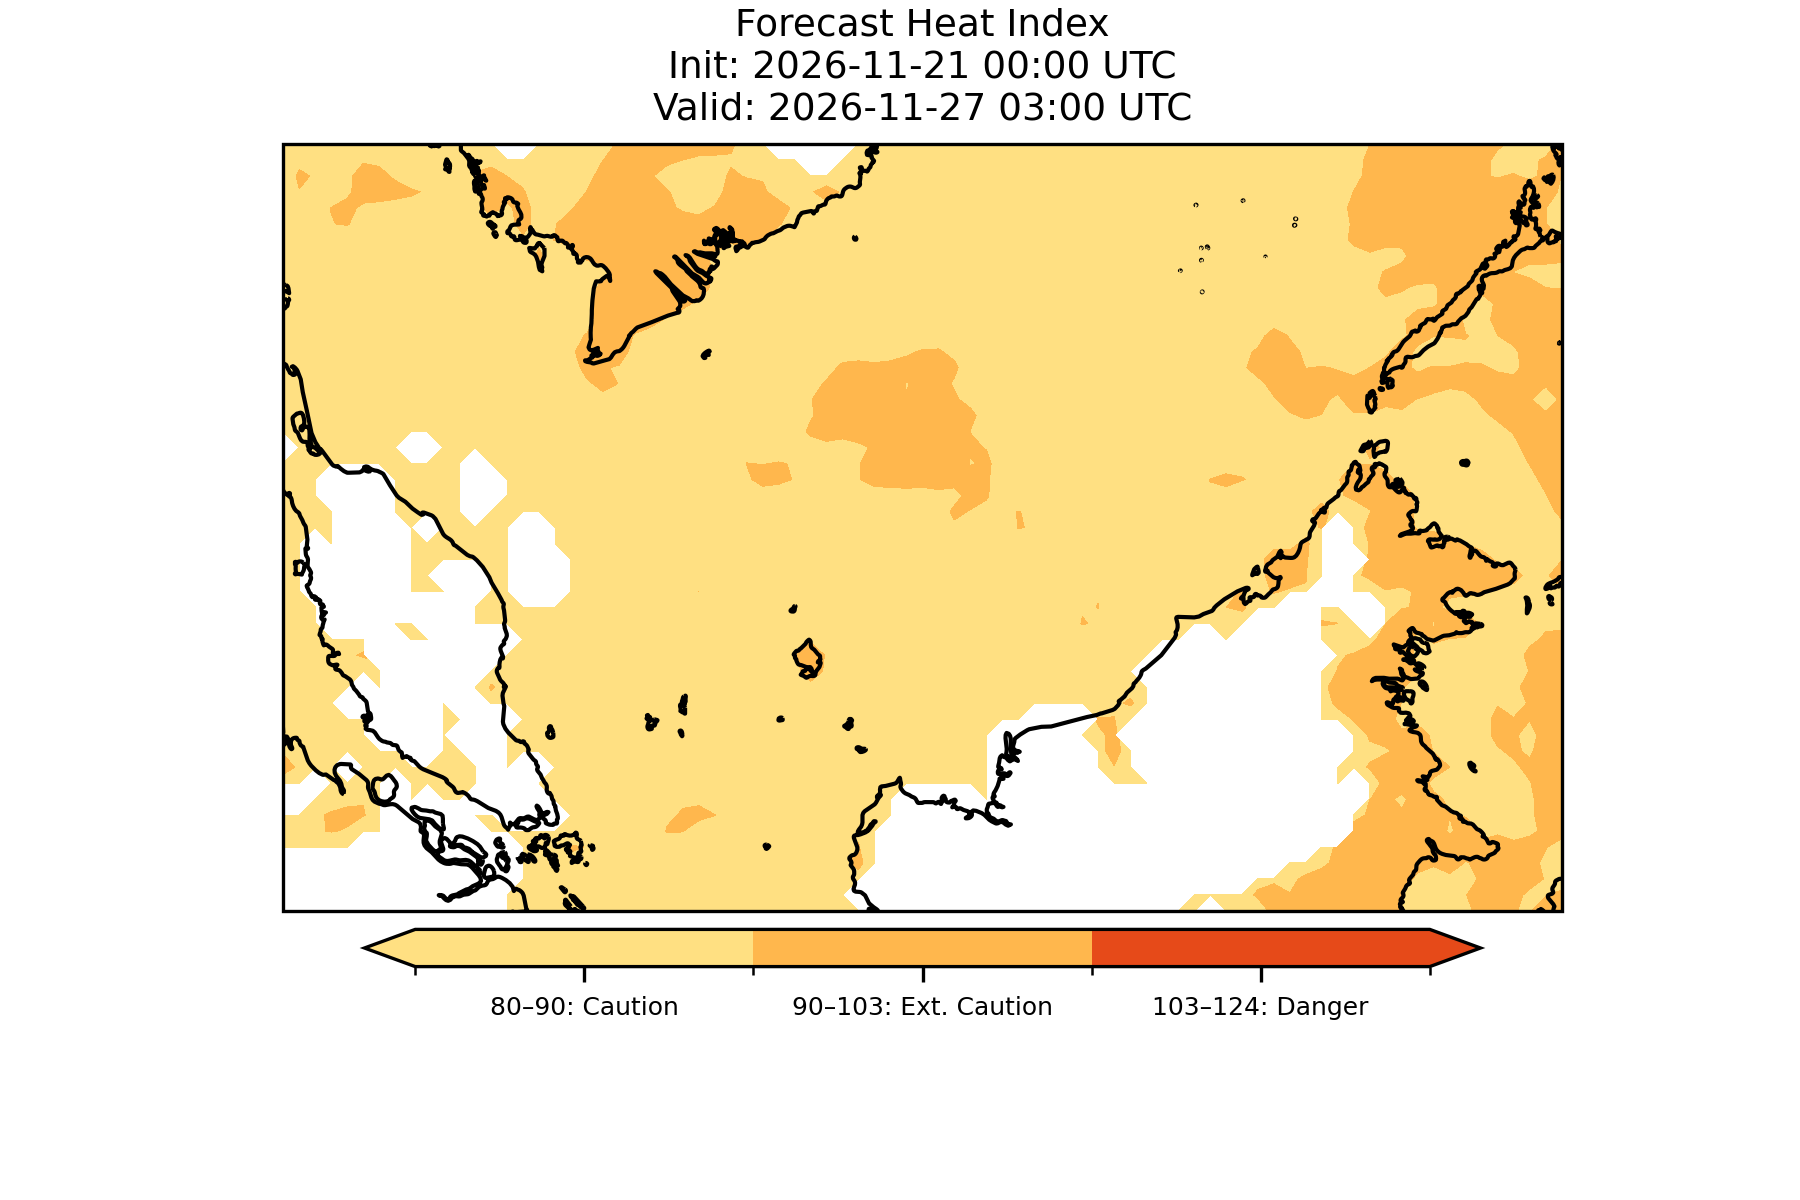 Forecast Heat Index
Init: 2026-11-21 00:00 UTC
Valid: 2026-11-27 03:00 UTC
80–90: Caution
90–103: Ext. Caution
103–124: Danger